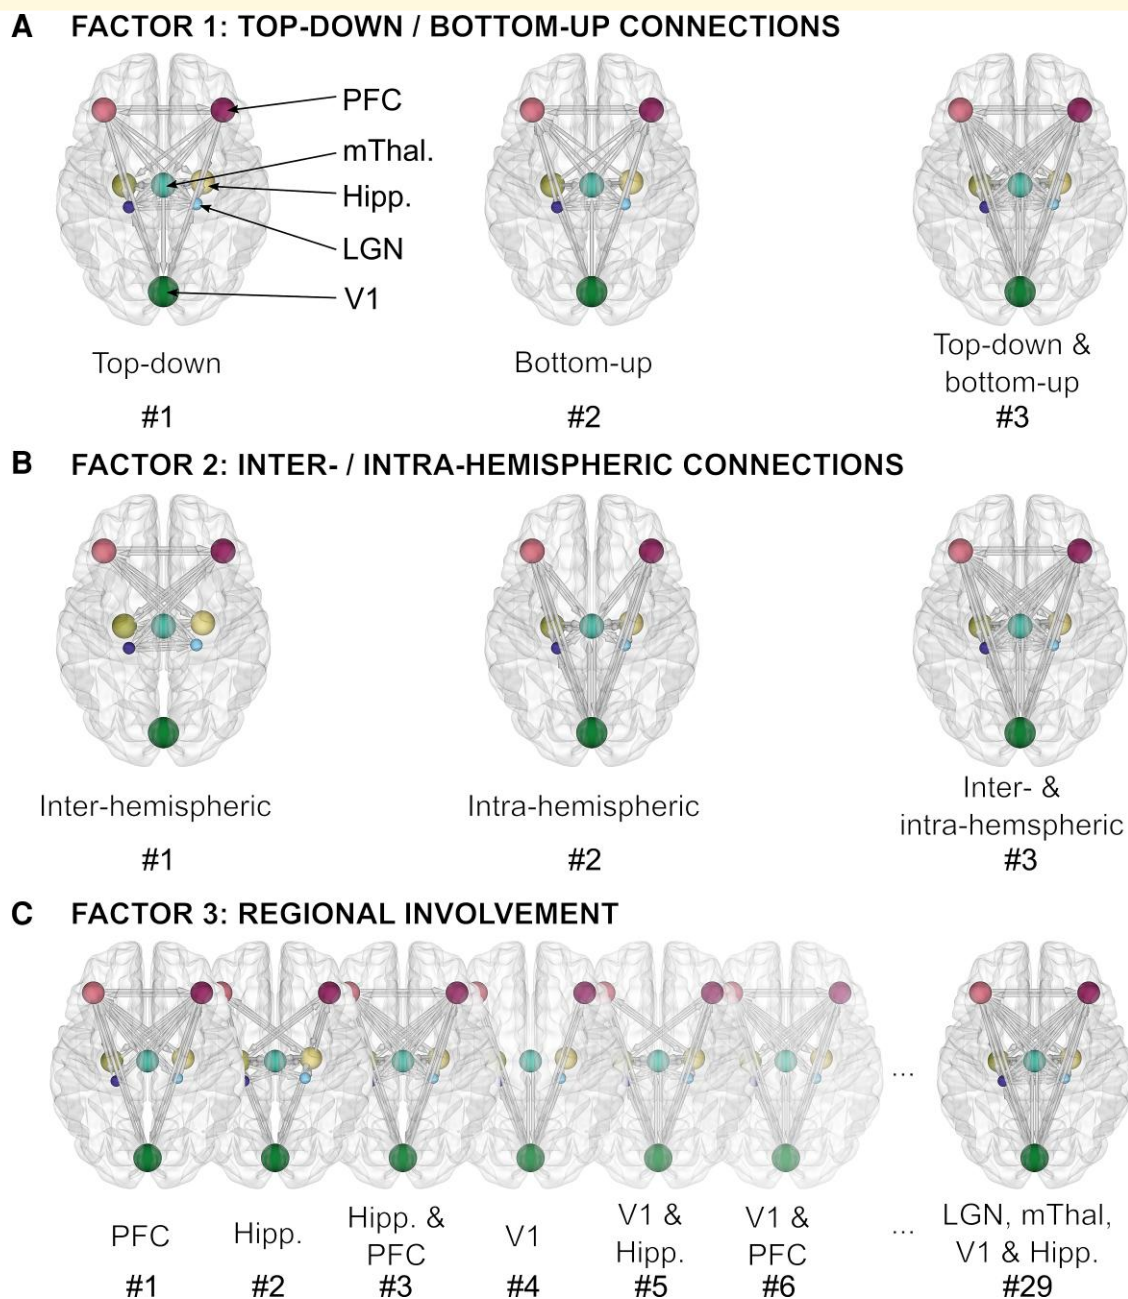 A FACTOR 1: TOP-DOWN / BOTTOM-UP CONNECTIONS
PFC
mThal.
Hipp.
LGN
V1
Top-down
#1
Bottom-up
#2
Top-down &
bottom-up
#3
B FACTOR 2: INTER- / INTRA-HEMISPHERIC CONNECTIONS
Inter-hemispheric
#1
Intra-hemispheric
#2
Inter- &
intra-hemspheric
#3
C FACTOR 3: REGIONAL INVOLVEMENT
...
PFC
#1
Hipp.
#2
Hipp. &
PFC
#3
V1
#4
V1 &
Hipp.
#5
V1 &
PFC
#6
...
LGN, mThal,
V1 & Hipp.
#29